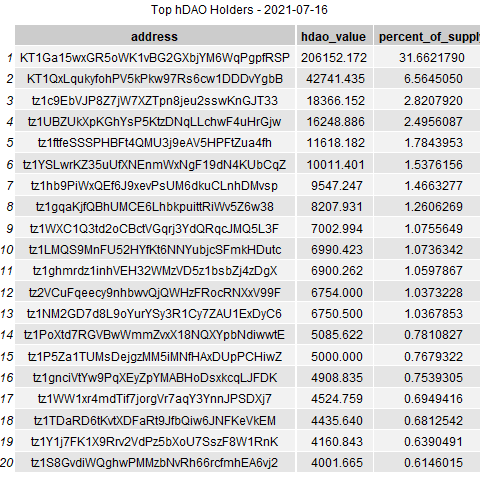 Top hDAO Holders - 2021-07-16
address hdao_value percent_of_supply
1 KT1Ga15wxGR5oWK1vBG2GXbjYM6WqPgpfRSP 206152.172 31.6621790
2 KT1QxLqukyfohPV5kPkw97Rs6cw1DDDvYgbB 42741.435 6.5645050
3 tz1c9EbVJP8Z7jW7XZTpn8jeu2sswKnGJT33 18366.152 2.8207920
4 tz1UBZUkXpKGhYsP5KtzDNqLLchwF4uHrGjw 16248.886 2.4956087
5 tz1ftfeSSSPHBFt4QMU3j9eAV5HPFtZua4fh 11618.182 1.7843953
6 tz1YSLwrKZ35uUfXNEnmWxNgF19dN4KUbCqZ 10011.401 1.5376156
7 tz1hb9PiWxQEf6J9xevPsUM6dkuCLnhDMvsp 9547.247 1.4663277
8 tz1gqaKjfQBhUMCE6LhbkpuittRiWv5Z6w38 8207.931 1.2606269
9 tz1WXC1Q3td2oCBctVGqrj3YdQRqcJMQ5L3F 7002.994 1.0755649
10 tz1LMQS9MnFU52HYfKt6NNYubjcSFmkHDutc 6990.423 1.0736342
11 tz1ghmrdz1inhVEH32WMzVD5z1bsbZj4zDgX 6900.262 1.0597867
12 tz2VCuFqeecy9nhbwvQjQWHzFRocRNXxV99F 6754.000 1.0373228
13 tz1NM2GD7d8L9oYurYSy3R1Cy7ZAU1ExDyC6 6750.500 1.0367853
14 tz1PoXtd7RGVBwWmmZvxX18NQXYpbNdiwwtE 5085.622 0.7810827
15 tz1P5Za1TUMsDejgzMM5iMNfHAxDUpPCHiwZ 5000.000 0.7679322
16 tz1gnciVtYw9PqXEyZpYMABHoDsxkcqLJFDK 4908.835 0.7539305
17 tz1WW1xr4mdTif7jorgVr7aqY3YnnJPSDXj7 4524.759 0.6949416
18 tz1TDaRD6tKvtXDFaRt9JfbQiw6JNFKeVkEM 4435.640 0.6812542
19 tz1Y1j7FK1X9Rrv2VdPz5bXoU7SszF8W1RnK 4160.843 0.6390491
20 tz1S8GvdiWQghwPMMzbNvRh66rcfmhEA6vj2 4001.665 0.6146015